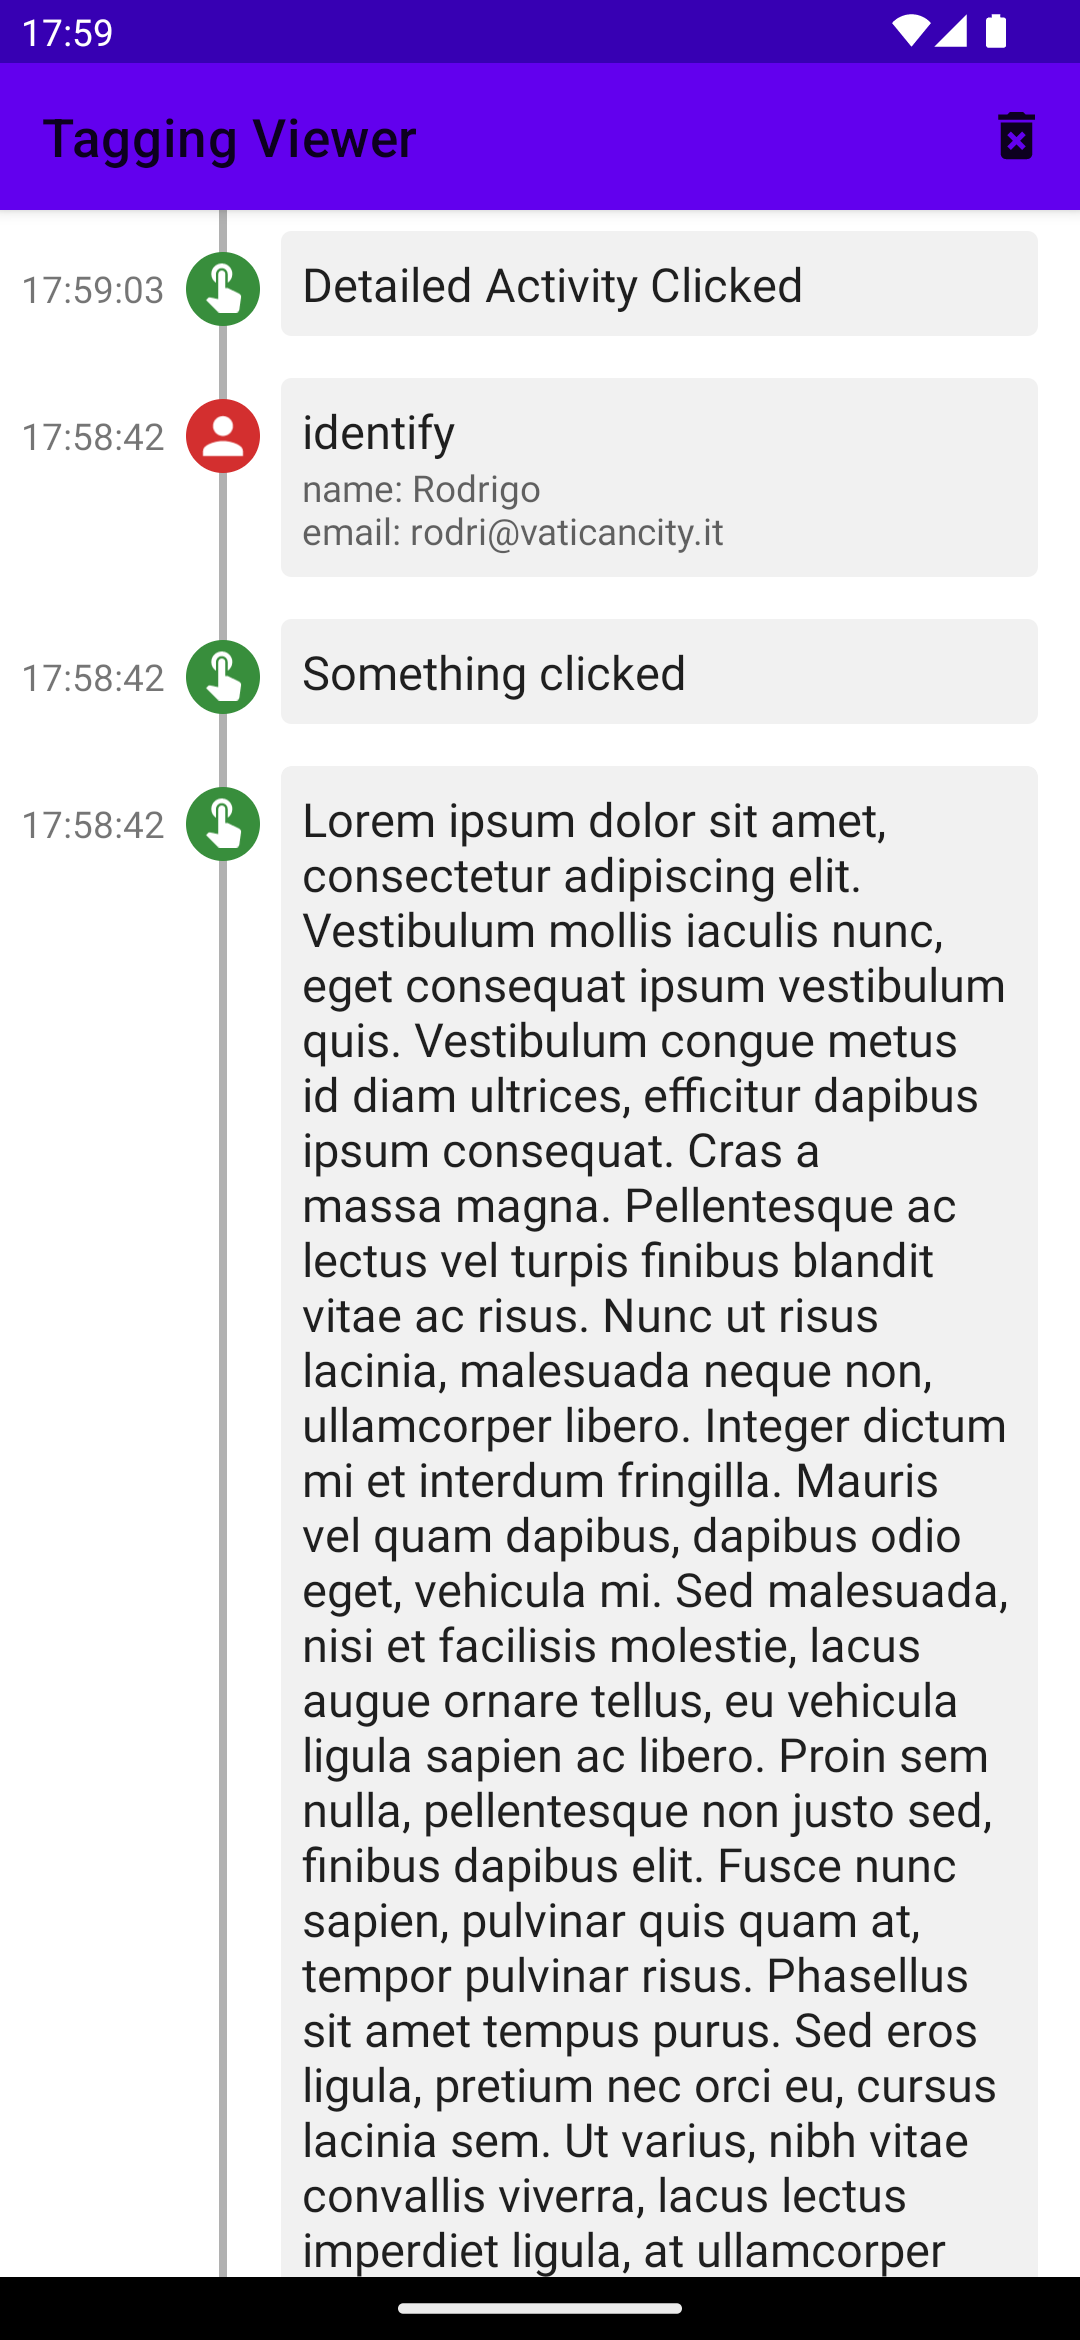 17:59
Tagging Viewer
17:59:03
Detailed Activity Clicked
17:58:42
identify
name: Rodrigo
email: rodri@vaticancity.it
17:58:42
Something clicked
17:58:42
Lorem ipsum dolor sit amet,
consectetur adipiscing elit.
Vestibulum mollis iaculis nunc,
eget consequat ipsum vestibulum
quis. Vestibulum congue metus
id diam ultrices, efficitur dapibus
ipsum consequat. Cras a
massa magna. Pellentesque ac
lectus vel turpis finibus blandit
vitae ac risus. Nunc ut risus
lacinia, malesuada neque non,
ullamcorper libero. Integer dictum
mi et interdum fringilla. Mauris
vel quam dapibus, dapibus odio
eget, vehicula mi. Sed malesuada,
nisi et facilisis molestie, lacus
augue ornare tellus, eu vehicula
ligula sapien ac libero. Proin sem
nulla, pellentesque non justo sed,
finibus dapibus elit. Fusce nunc
sapien, pulvinar quis quam at,
tempor pulvinar risus. Phasellus
sit amet tempus purus. Sed eros
ligula, pretium nec orci eu, cursus
lacinia sem. Ut varius, nibh vitae
convallis viverra, lacus lectus
imperdiet ligula, at ullamcorper